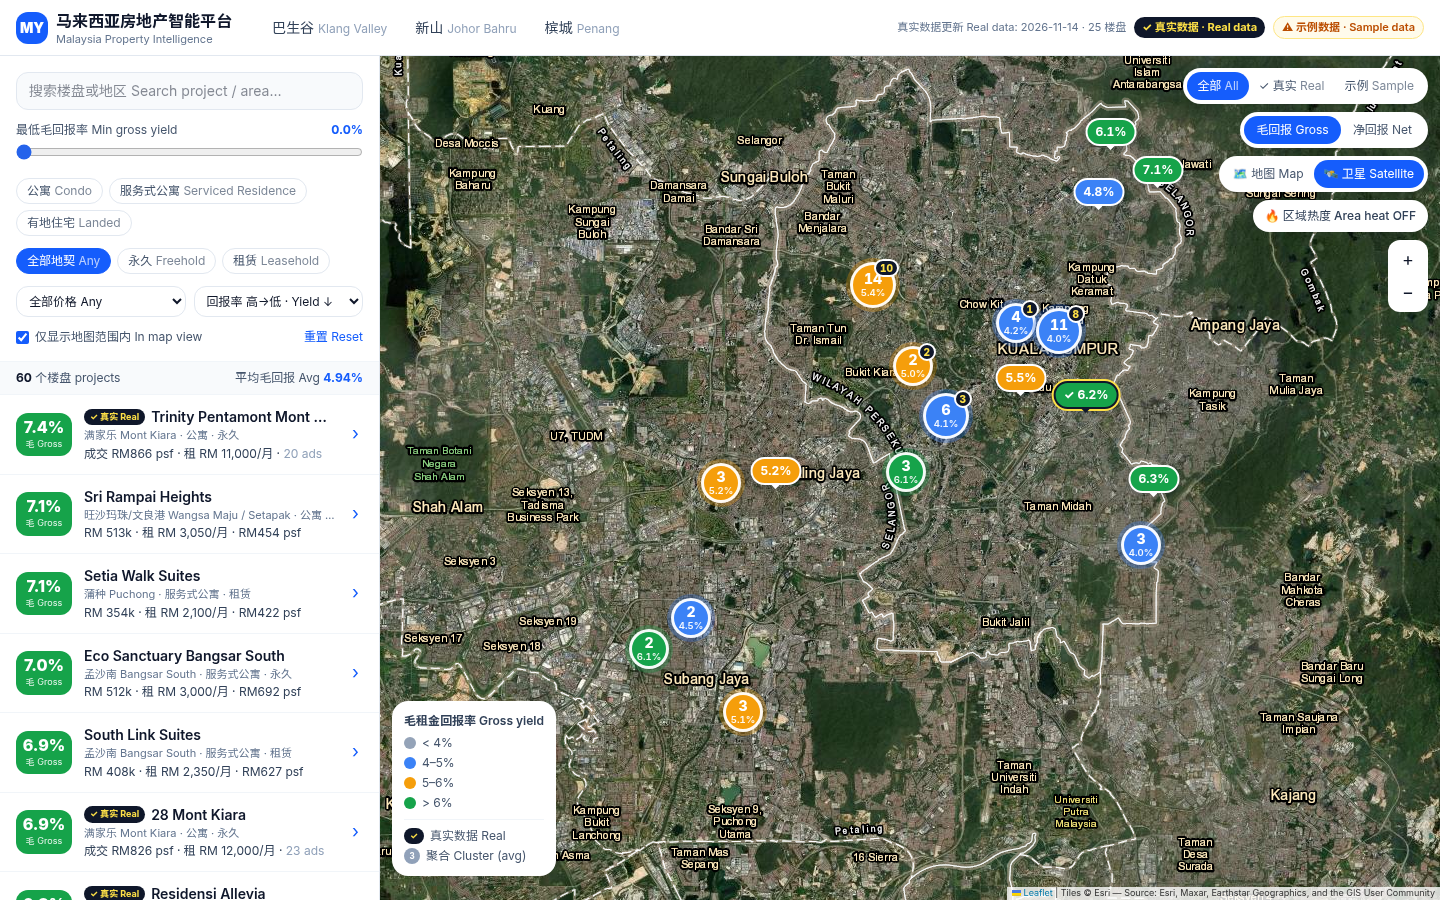 MY
马来西亚房地产智能平台
Malaysia Property Intelligence
巴生谷 Klang Valley
新山 Johor Bahru
槟城 Penang
真实数据更新 Real data: 2026-11-14 · 25 楼盘
✓ 真实数据 · Real data
⚠ 示例数据 · Sample data
搜索楼盘或地区 Search project / area...
最低毛回报率 Min gross yield
0.0%
公寓 Condo
服务式公寓 Serviced Residence
有地住宅 Landed
全部地契 Any
永久 Freehold
租赁 Leasehold
全部价格 Any
回报率 高→低 · Yield ↓
仅显示地图范围内 In map view
重置 Reset
60 个楼盘 projects
平均毛回报 Avg 4.94%
7.4%
毛 Gross
✓ 真实 Real
Trinity Pentamont Mont ...
满家乐 Mont Kiara · 公寓 · 永久
成交 RM866 psf · 租 RM 11,000/月 · 20 ads
7.1%
毛 Gross
Sri Rampai Heights
旺沙玛珠/文良港 Wangsa Maju / Setapak · 公寓 ...
RM 513k · 租 RM 3,050/月 · RM454 psf
7.1%
毛 Gross
Setia Walk Suites
蒲种 Puchong · 服务式公寓 · 租赁
RM 354k · 租 RM 2,100/月 · RM422 psf
7.0%
毛 Gross
Eco Sanctuary Bangsar South
孟沙南 Bangsar South · 服务式公寓 · 永久
RM 512k · 租 RM 3,000/月 · RM692 psf
6.9%
毛 Gross
South Link Suites
孟沙南 Bangsar South · 服务式公寓 · 租赁
RM 408k · 租 RM 2,350/月 · RM627 psf
6.9%
毛 Gross
✓ 真实 Real
28 Mont Kiara
满家乐 Mont Kiara · 公寓 · 永久
成交 RM826 psf · 租 RM 12,000/月 · 23 ads
✓ 真实 Real
Residensi Allevia
全部 All
✓ 真实 Real
示例 Sample
毛回报 Gross
净回报 Net
地图 Map
卫星 Satellite
区域热度 Area heat OFF
+
−
Universiti
Islam
Antarabangsa
Kuang
Desa Moccis
Petaling
Selangor
Kampung
Baharu
Damansara
Damai
Sungai Buloh
Taman
Bukit
Maluri
Kampung
Sungai
Buloh
Bandar Sri
Damansara
Bandar
Menjalara
6.1%
7.1%
4.8%
Gombak
Kampung
Datuk
Keramat
14
5.4%
10
Chow Kit
4
4.2%
1
11
4.0%
8
KUALA LUMPUR
Ampang Jaya
Taman Tun
Dr. Ismail
2
5.0%
2
5.5%
✓ 6.2%
Kampung
Tasik
Taman
Mulia Jaya
WILAYAH PERSEKU
6
4.1%
3
U7, TUDM
Taman Botani
Negara
Shah Alam
3
5.2%
5.2%
3
6.1%
6.3%
Shah Alam
Seksyen 13,
Tadisma
Business Park
Taman Midah
SELANGOR
3
4.0%
Seksyen 3
Bandar
Mahkota
Cheras
2
4.5%
Seksyen 19
Seksyen 17
Seksyen 18
2
6.1%
Bukit Jalil
Subang Jaya
Bandar Baru
Sungai Long
3
5.1%
Taman Saujana
Impian
毛租金回报率 Gross yield
< 4%
4–5%
5–6%
> 6%
✓ 真实数据 Real
3 聚合 Cluster (avg)
Taman
Universiti
Indah
Kajang
Universiti
Putra
Malaysia
Kampung
Bukit
Lanchong
Seksyen 9,
Puchong
Utama
Petaling
Taman Mas
Sepang
16 Sierra
Taman
Desa
Surada
Leaflet | Tiles © Esri — Source: Esri, Maxar, Earthstar Geographics, and the GIS User Community